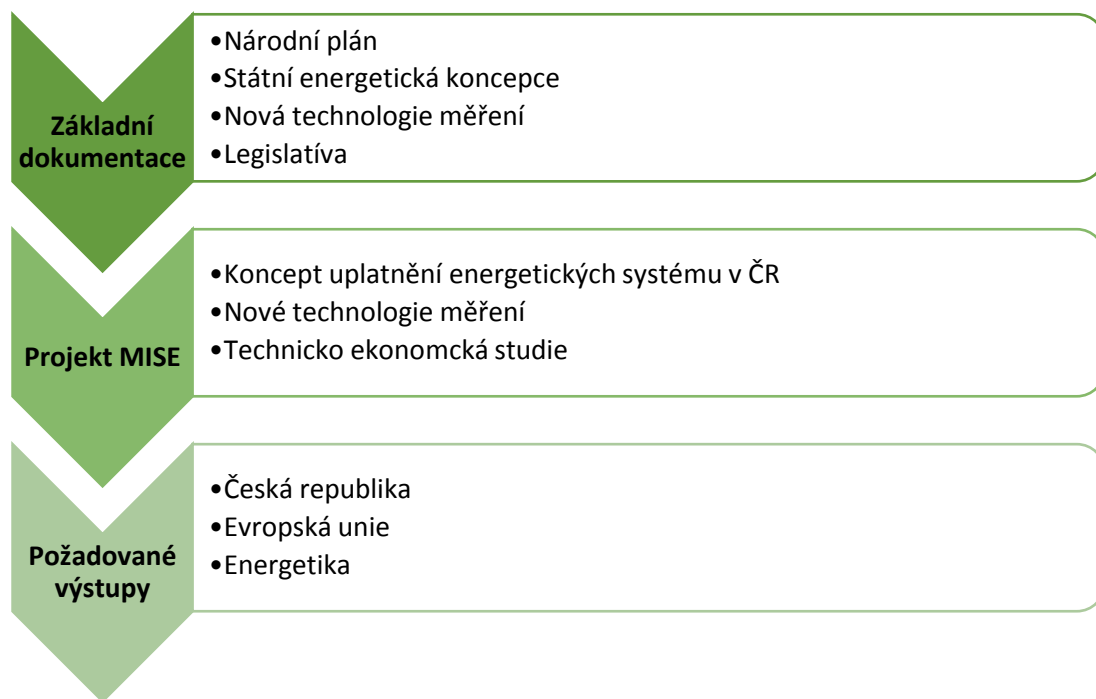 Základní
dokumentace
•Národní plán
•Státní energetická koncepce
•Nová technologie měření
•Legislatíva
Projekt MISE
•Koncept uplatnění energetických systému v ČR
•Nové technologie měření
•Technicko ekonomcká studie
Požadované
výstupy
•Česká republika
•Evropská unie
•Energetika